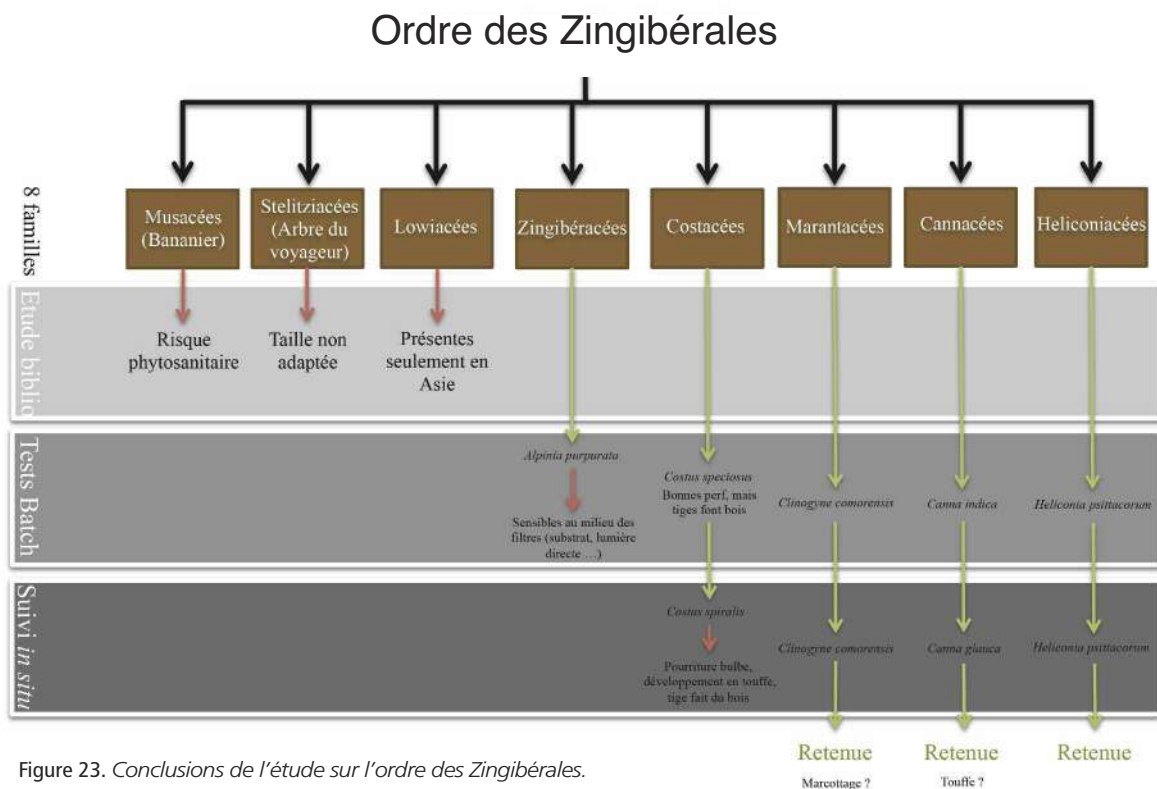 Ordre des Zingibérales
8 familles
Musacées
(Bananier)
Stelitziacées
(Arbre du
voyageur)
Lowiacées
Zingibéracées
Costacées
Marantacées
Cannacées
Heliconiacées
Etude biblio
Risque
phytosanitaire
Taille non
adaptée
Présentes
seulement en
Asie
Tests Batch
Alpinia purpurata
Sensibles au milieu des
filtres (substrat, lumière
directe ...)
Costus speciosus
Bonnes perf, mais
tiges font bois
Clinogyne comorensis
Canna indica
Heliconia psittacorum
Suivi in situ
Costus spiralis
Pourriture bulbe,
développement en touffe,
tige fait du bois
Clinogyne comorensis
Canna glauca
Heliconia psittacorum
Retenue
Marcottage ?
Retenue
Touffe ?
Retenue
Figure 23. Conclusions de l'étude sur l'ordre des Zingibérales.